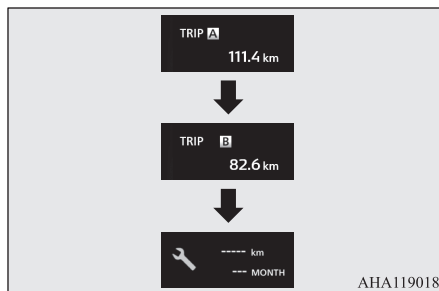 TRIP A
111.4 km
TRIP B
82.6 km
----- km
--- MONTH
AHA119018